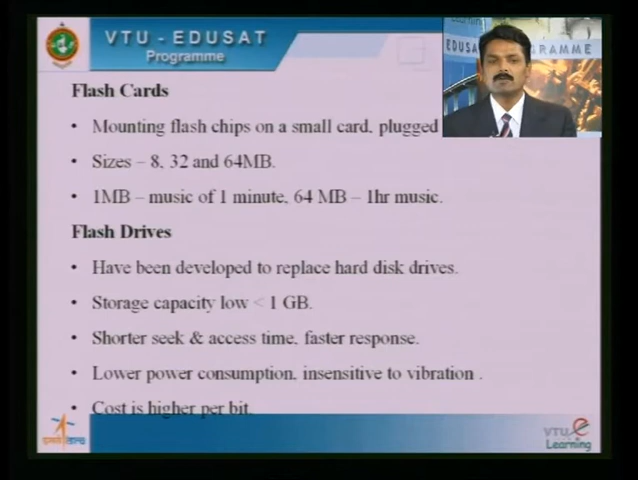 VTU - EDUSAT
Programme
EDUSA
GRAMME
Flash Cards
• Mounting flash chips on a small card, plugged
• Sizes – 8, 32 and 64MB.
• 1MB – music of 1 minute, 64 MB – 1hr music.
Flash Drives
• Have been developed to replace hard disk drives.
• Storage capacity low < 1 GB.
• Shorter seek & access time, faster response.
• Lower power consumption, insensitive to vibration .
• Cost is higher per bit.
VTU e
Learning